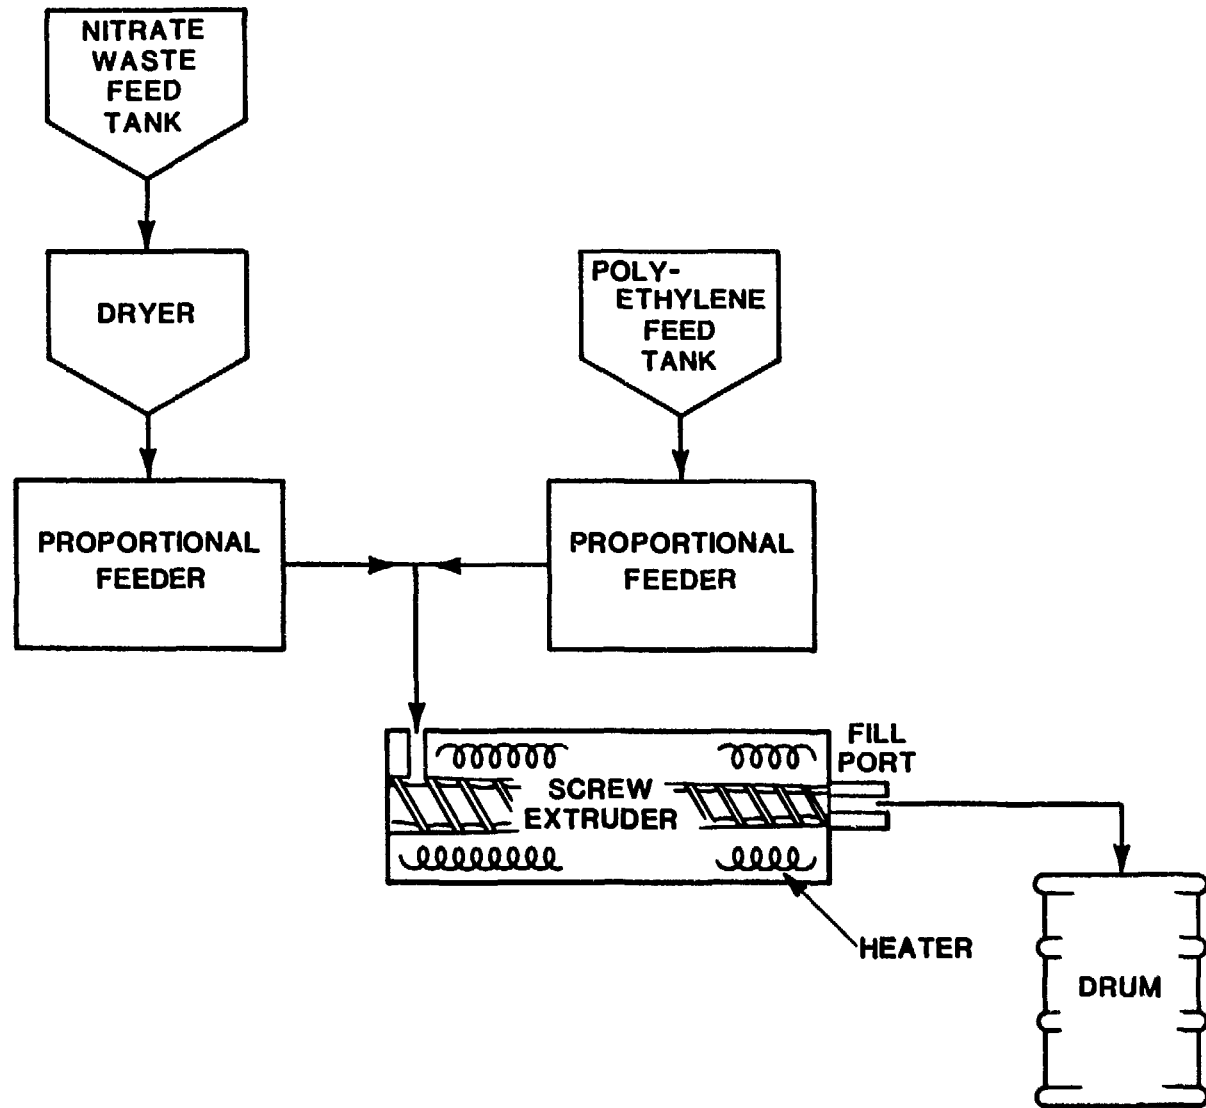 NITRATE
WASTE
FEED
TANK
DRYER
POLY-
ETHYLENE
FEED
TANK
PROPORTIONAL
FEEDER
PROPORTIONAL
FEEDER
FILL
PORT
SCREW
EXTRUDER
HEATER
DRUM